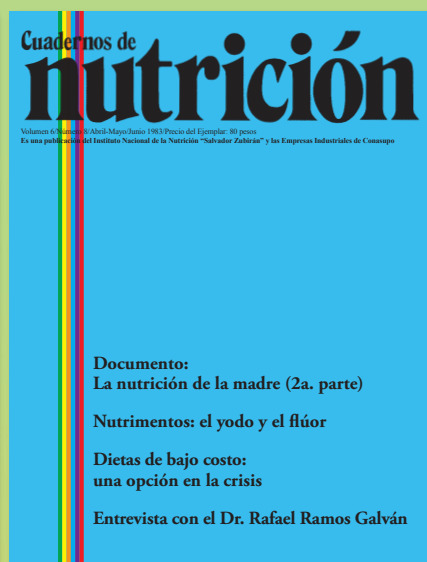 Cuadernos de
nutrición
Volumen 6/Número 8/Abril-Mayo/Junio 1983/Precio del Ejemplar: 80 pesos
Es una publicación del Instituto Nacional de la Nutrición “Salvador Zubirán” y las Empresas Industriales de Conasupo
Documento:
La nutrición de la madre (2a. parte)
Nutrimentos: el yodo y el flúor
Dietas de bajo costo:
una opción en la crisis
Entrevista con el Dr. Rafael Ramos Galván